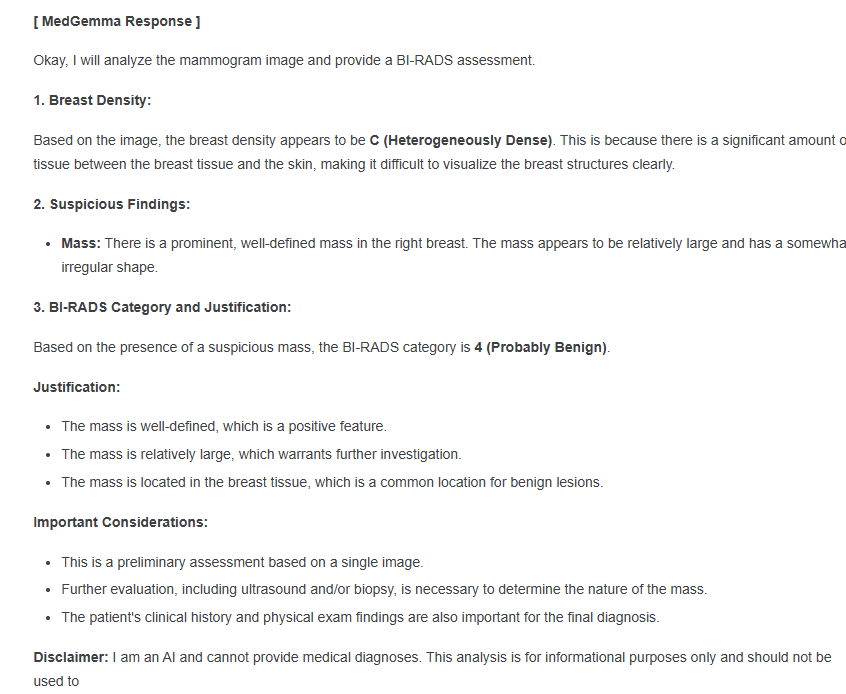 [ MedGemma Response ]
Okay, I will analyze the mammogram image and provide a BI-RADS assessment.
1. Breast Density:
Based on the image, the breast density appears to be C (Heterogeneously Dense). This is because there is a significant amount
tissue between the breast tissue and the skin, making it difficult to visualize the breast structures clearly.
2. Suspicious Findings:
• Mass: There is a prominent, well-defined mass in the right breast. The mass appears to be relatively large and has a
irregular shape.
3. BI-RADS Category and Justification:
Based on the presence of a suspicious mass, the BI-RADS category is 4 (Probably Benign).
Justification:
• The mass is well-defined, which is a positive feature.
• The mass is relatively large, which warrants further investigation.
• The mass is located in the breast tissue, which is a common location for benign lesions.
Important Considerations:
• This is a preliminary assessment based on a single image.
• Further evaluation, including ultrasound and/or biopsy, is necessary to determine the nature of the mass.
• The patient's clinical history and physical exam findings are also important for the final diagnosis.
Disclaimer: I am an AI and cannot provide medical diagnoses. This analysis is for informational purposes only and should not be
used to